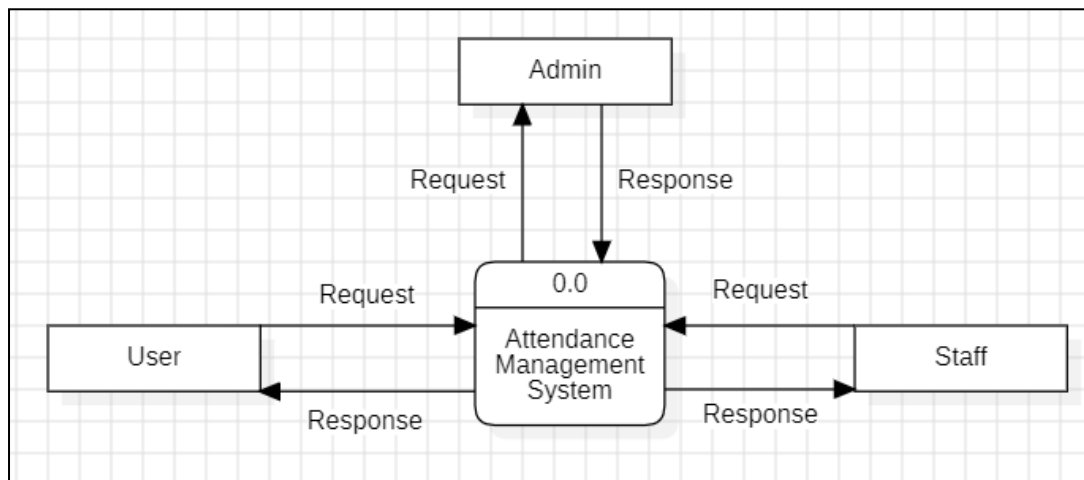 Admin
Request
Response
0.0
Request
Request
Attendance
Management
System
User
Staff
Response
Response